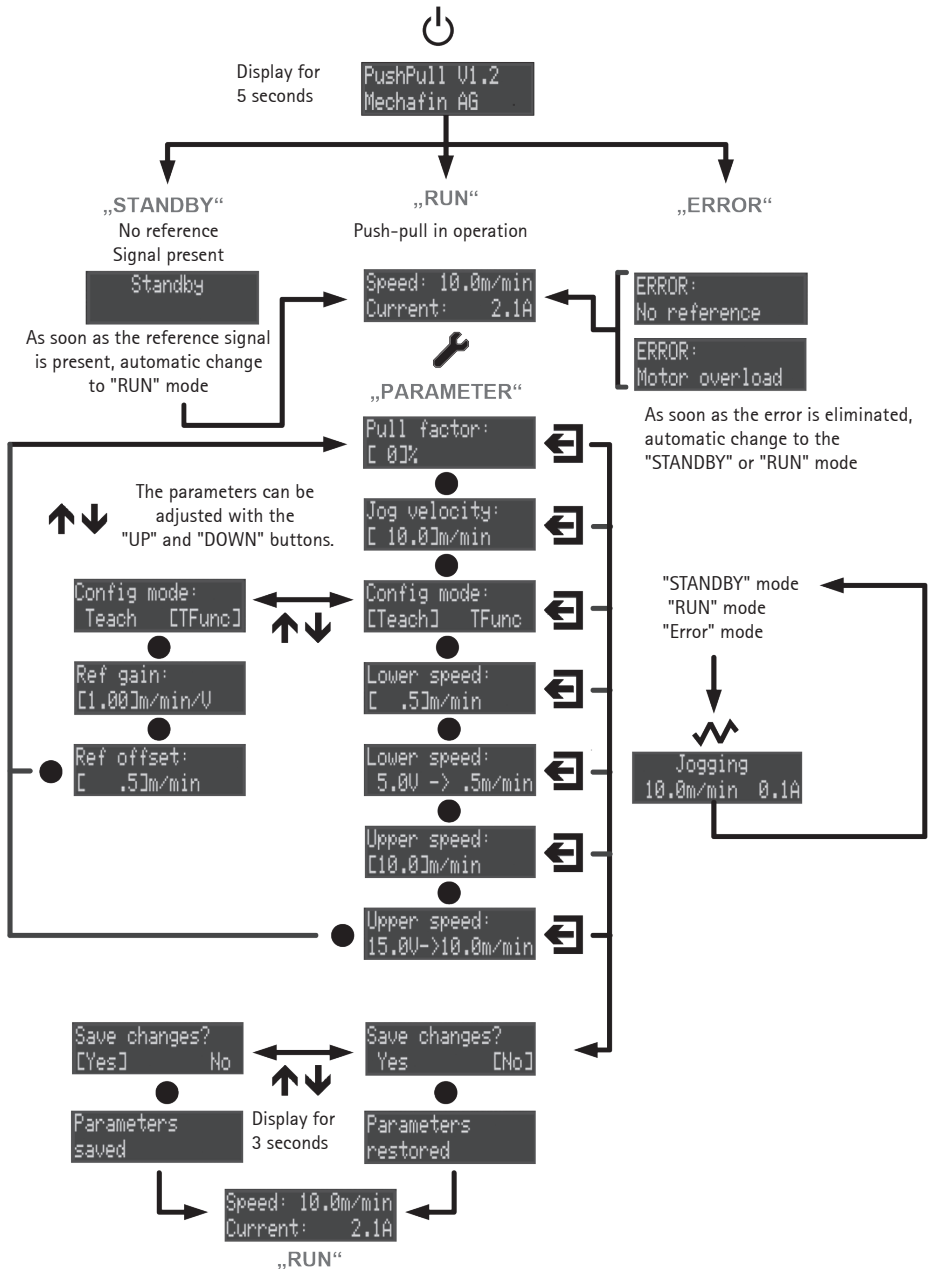 Display for
5 seconds
PushPull V1.2
Mechafin AG
„STANDBY“
No reference
Signal present
Standby
As soon as the reference signal
is present, automatic change
to "RUN" mode
„RUN“
Push-pull in operation
Speed: 10.0m/min
Current: 2.1A
„ERROR“
ERROR:
No reference
ERROR:
Motor overload
As soon as the error is eliminated,
automatic change to the
"STANDBY" or "RUN" mode
„PARAMETER“
Pull factor:
[ 0]%
The parameters can be
adjusted with the
"UP" and "DOWN" buttons.
Jog velocity:
[ 10.0]m/min
Config mode:
Teach [TFunc]
Config mode:
[Teach] TFunc
Ref gain:
[1.00]m/min/V
Ref offset:
[ .5]m/min
Lower speed:
[ .5]m/min
Lower speed:
5.0V -> .5m/min
Upper speed:
[10.0]m/min
Upper speed:
15.0V->10.0m/min
"STANDBY" mode
"RUN" mode
"Error" mode
Jogging
10.0m/min 0.1A
Save changes?
[Yes] No
Save changes?
Yes [No]
Parameters
saved
Display for
3 seconds
Parameters
restored
Speed: 10.0m/min
Current: 2.1A
„RUN“